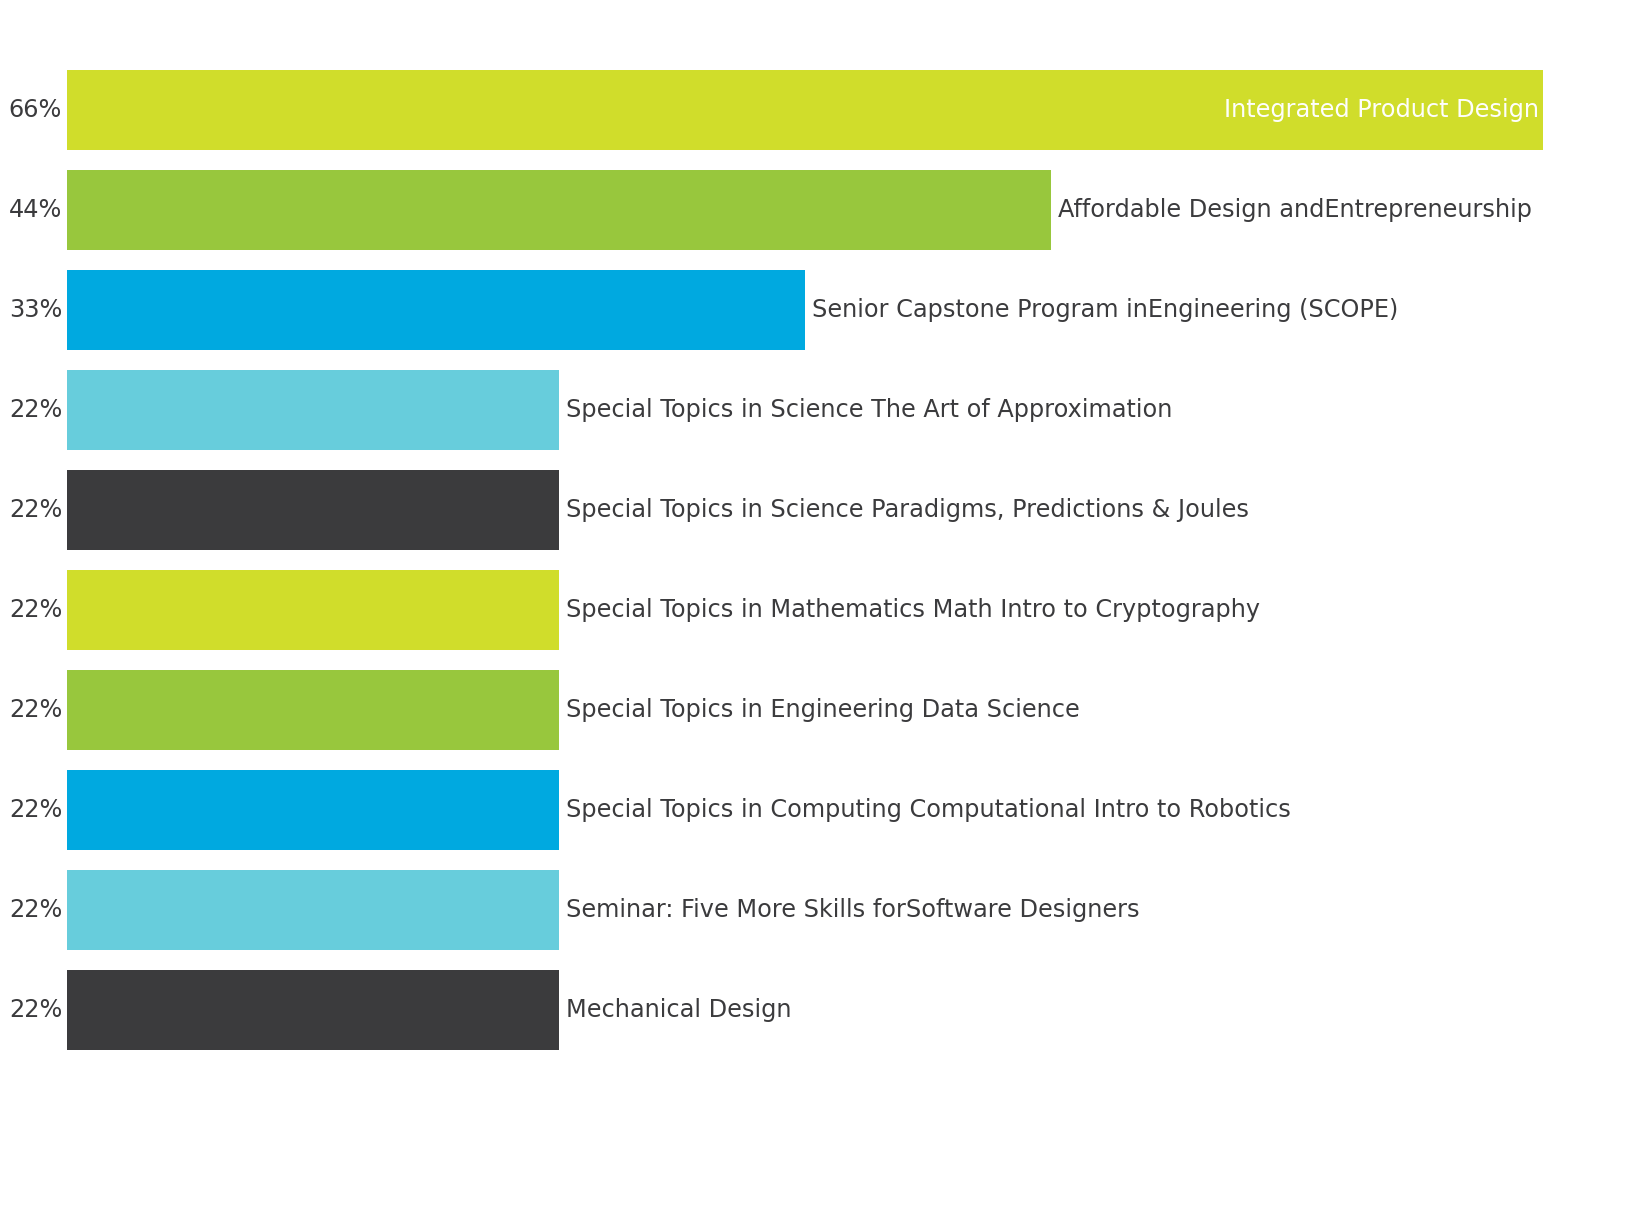 66% Integrated Product Design
44% Affordable Design andEntrepreneurship
33% Senior Capstone Program inEngineering (SCOPE)
22% Special Topics in Science The Art of Approximation
22% Special Topics in Science Paradigms, Predictions & Joules
22% Special Topics in Mathematics Math Intro to Cryptography
22% Special Topics in Engineering Data Science
22% Special Topics in Computing Computational Intro to Robotics
22% Seminar: Five More Skills forSoftware Designers
22% Mechanical Design